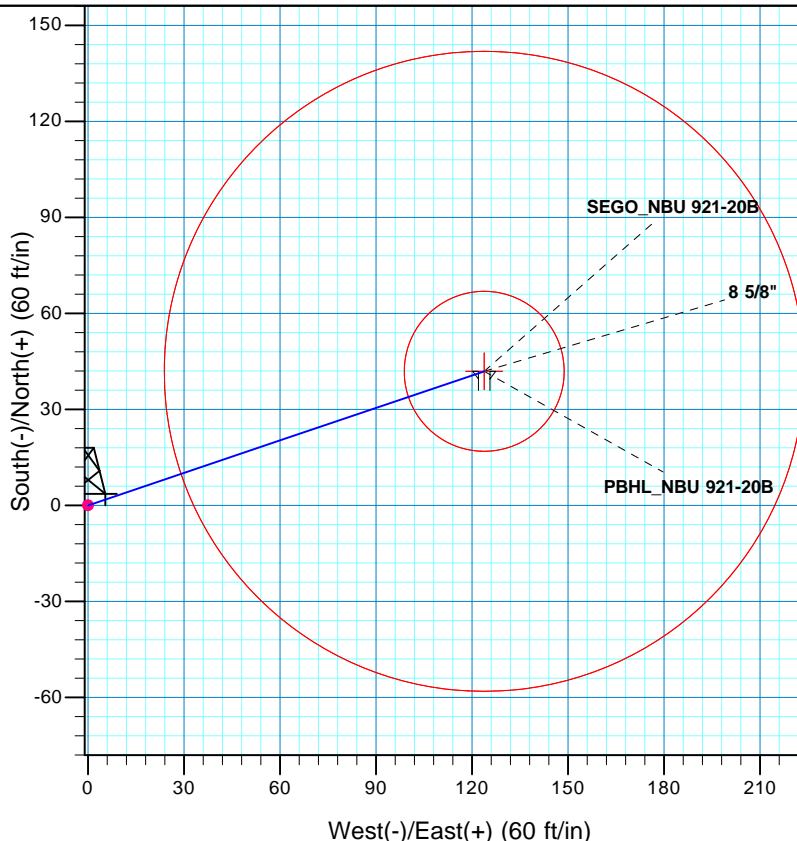 150
120
90
60
30
0
-30
-60
South(-)/North(+) (60 ft/in)
SEGO_NBU 921-20B
8 5/8"
PBHL_NBU 921-20B
0 30 60 90 120 150 180 210
West(-)/East(+) (60 ft/in)